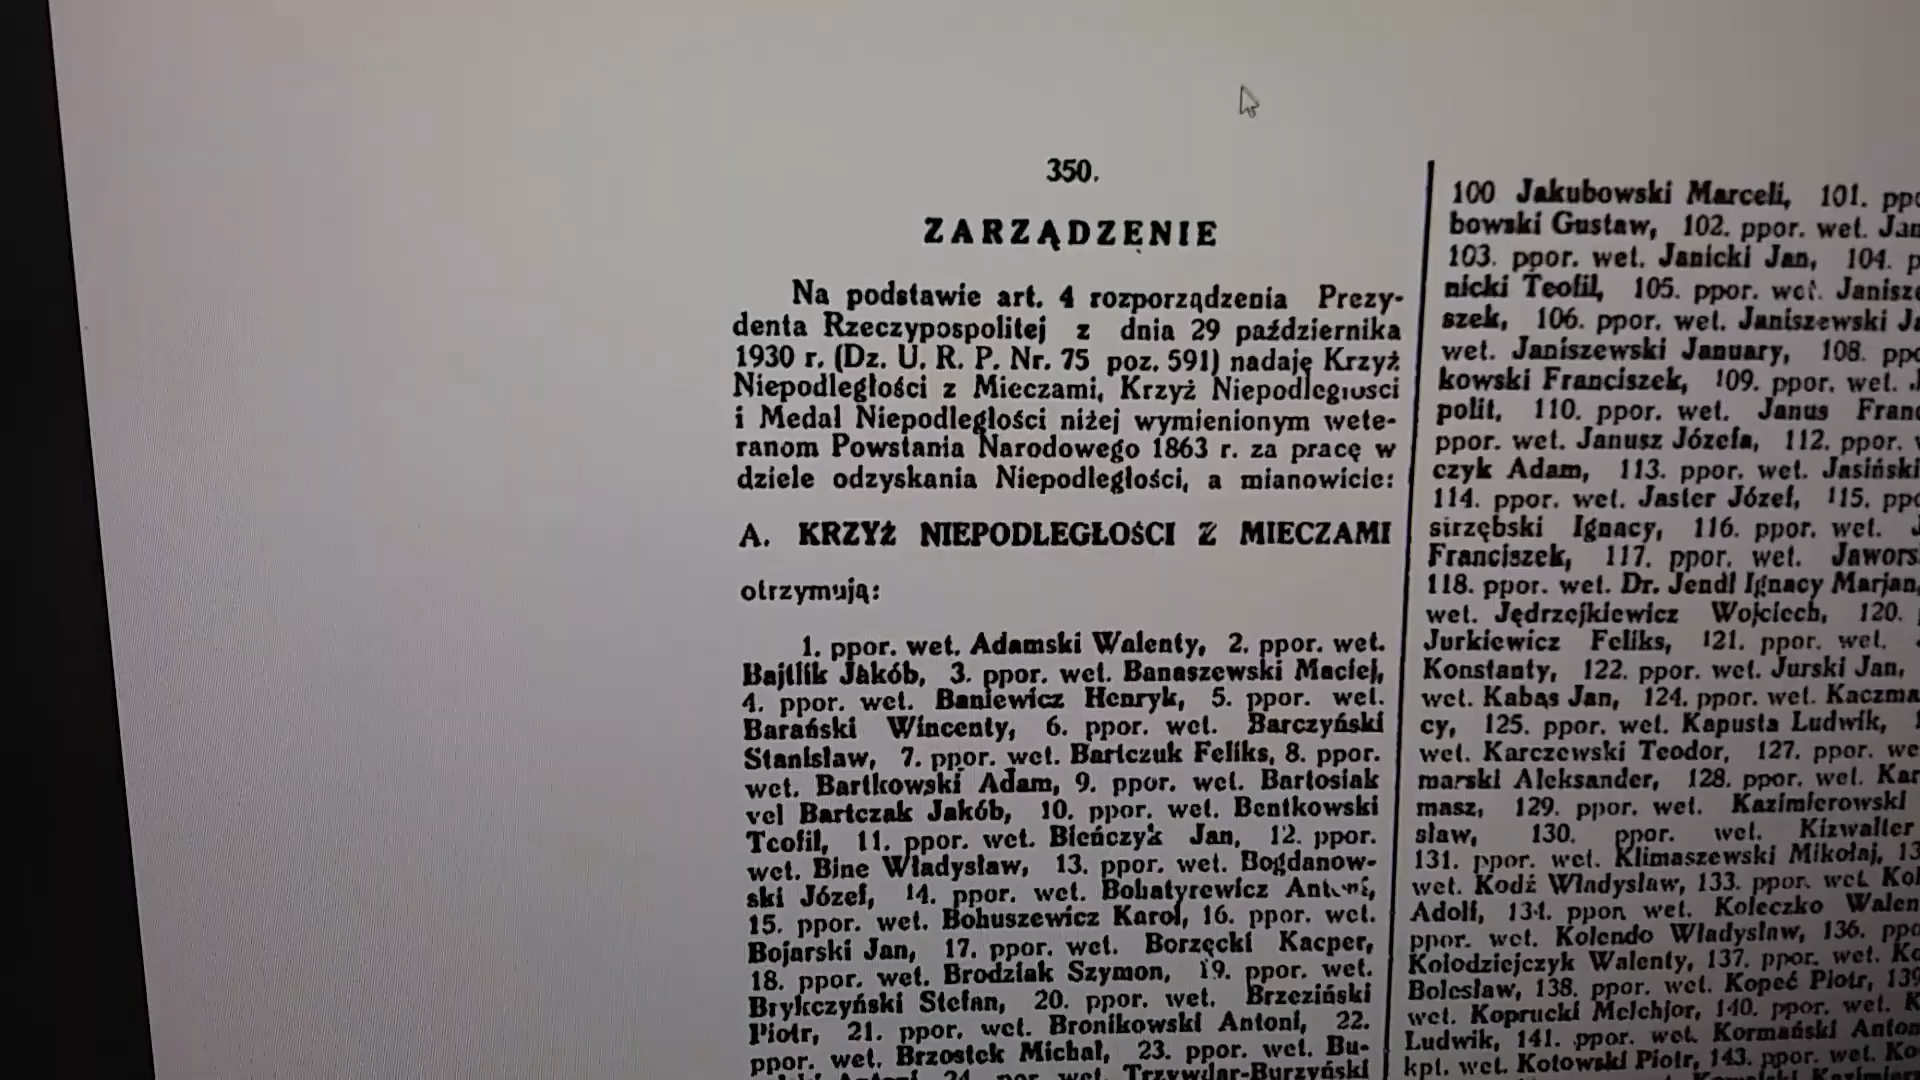 350.
ZARZĄDZENIE
Na podstawie art. 4 rozporządzenia Prezy-
denta Rzeczypospolitej z dnia 29 października
1930 r. (Dz. U. R. P. Nr. 75 poz. 591) nadaję Krzyż
Niepodległości z Mieczami, Krzyż Niepodległości
i Medal Niepodległości niżej wymienionym wete-
ranom Powstania Narodowego 1863 r. za pracę w
dziele odzyskania Niepodległości, a mianowicie:
A. KRZYŻ NIEPODLEGŁOŚCI Z MIECZAMI
otrzymują:
1. ppor. wet. Adamski Walenty, 2. ppor. wet.
Bajtlik Jakób, 3. ppor. wet. Banaszewski Maciej,
4. ppor. wet. Baniewicz Henryk, 5. ppor. wet.
Barański Wincenty, 6. ppor. wet. Barczyński
Stanisław, 7. ppor. wet. Bartczuk Feliks, 8. ppor.
wet. Bartkowski Adam, 9. ppor. wet. Bartosiak
vel Bartczak Jakób, 10. ppor. wet. Bentkowski
Teofil, 11. ppor. wet. Bieńczyk Jan, 12. ppor.
wet. Bine Władysław, 13. ppor. wet. Bogdanow-
ski Józef, 14. ppor. wet. Bohatyrewicz Antoni,
15. ppor. wet. Bohuszewicz Karol, 16. ppor. wet.
Bojarski Jan, 17. ppor. wet. Borzęcki Kacper,
18. ppor. wet. Brodziak Szymon, 19. ppor. wet.
Brykczyński Stefan, 20. ppor. wet. Brzeziński
Piotr, 21. ppor. wet. Bronikowski Antoni, 22.
ppor. wet. Brzostek Michał, 23. ppor. wet. Bu-
Trzywdar-Burzyński
100 Jakubowski Marceli, 101.
bowski Gustaw, 102. ppor. wet.
103. ppor. wet. Janicki Jan, 104.
nicki Teofil, 105. ppor. wet.
szek, 106. ppor. wet. Janiszewski
wet. Janiszewski January, 108.
kowski Franciszek, 109. ppor. wet.
polit, 110. ppor. wet. Janus
ppor. wet. Janusz Józefa, 112. ppor.
czyk Adam, 113. ppor. wet. Jasiński
114. ppor. wet. Jaster Józef, 115.
strzębski Ignacy, 116. ppor. wet.
Franciszek, 117. ppor. wet.
118. ppor. wet. Dr. Jendl Ignacy Marjan,
wet. Jędrzejkiewicz Wojciech, 120.
Jurkiewicz Feliks, 121. ppor. wet.
Konstanty, 122. ppor. wet. Jurski Jan,
wet. Kabąs Jan, 124. ppor. wet.
cy, 125. ppor. wet. Kapusta Ludwik,
wet. Karczewski Teodor, 127. ppor.
marski Aleksander, 128. ppor. wet.
masz, 129. ppor. wet. Kazimierowski
sław, 130. ppor. wet. Kizwalter
131. ppor. wet. Klimaszewski Mikołaj,
wet. Kodź Władysław, 133. ppor. wet.
Adolf, 134. ppor. wet. Koleczko
ppor. wet. Kolendo Władysław, 136.
Kołodziejczyk Walenty, 137. ppor. wet.
Bolesław, 138. ppor. wet. Kopeć Piotr,
wet. Koprucki Melchjor, 140. ppor. wet.
Ludwik, 141. ppor. wet. Kormański
kpt. wet. Kotowski Piotr, 143. ppor. wet.